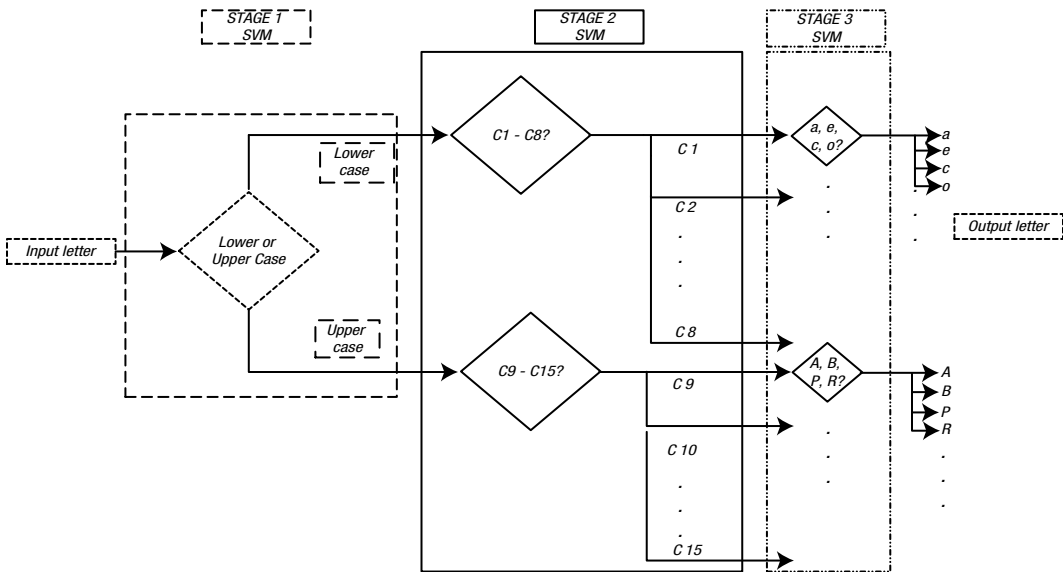 STAGE 1
SVM
STAGE 2
SVM
STAGE 3
SVM
Input letter
Lower or
Upper Case
Lower
case
Upper
case
C1 - C8?
C 1
C 2
.
.
.
C 8
C9 - C15?
C 9
C 10
.
.
.
C 15
a, e,
c, o?
.
.
.
A, B,
P, R?
.
.
.
a
e
c
o
.
.
.
Output letter
A
B
P
R
.
.
.